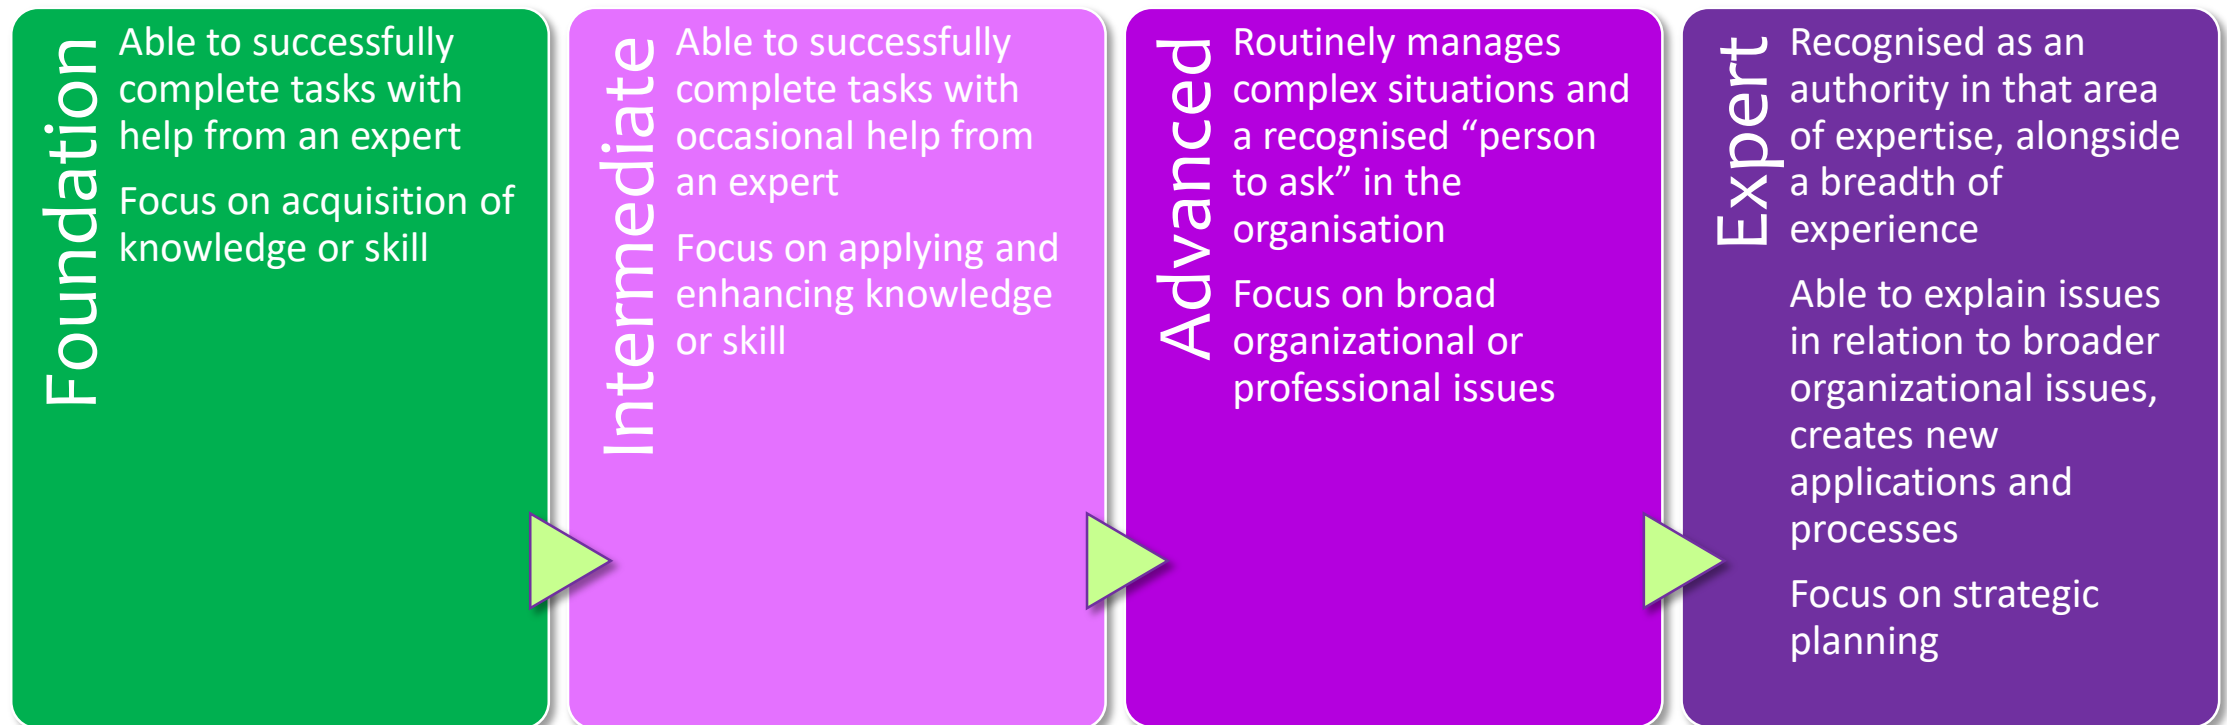 Foundation
Able to successfully
complete tasks with
help from an expert
Focus on acquisition of
knowledge or skill
Intermediate
Able to successfully
complete tasks with
occasional help from
an expert
Focus on applying and
enhancing knowledge
or skill
Advanced
Routinely manages
complex situations and
a recognised “person
to ask” in the
organisation
Focus on broad
organizational or
professional issues
Expert
Recognised as an
authority in that area
of expertise, alongside
a breadth of
experience
Able to explain issues
in relation to broader
organizational issues,
creates new
applications and
processes
Focus on strategic
planning